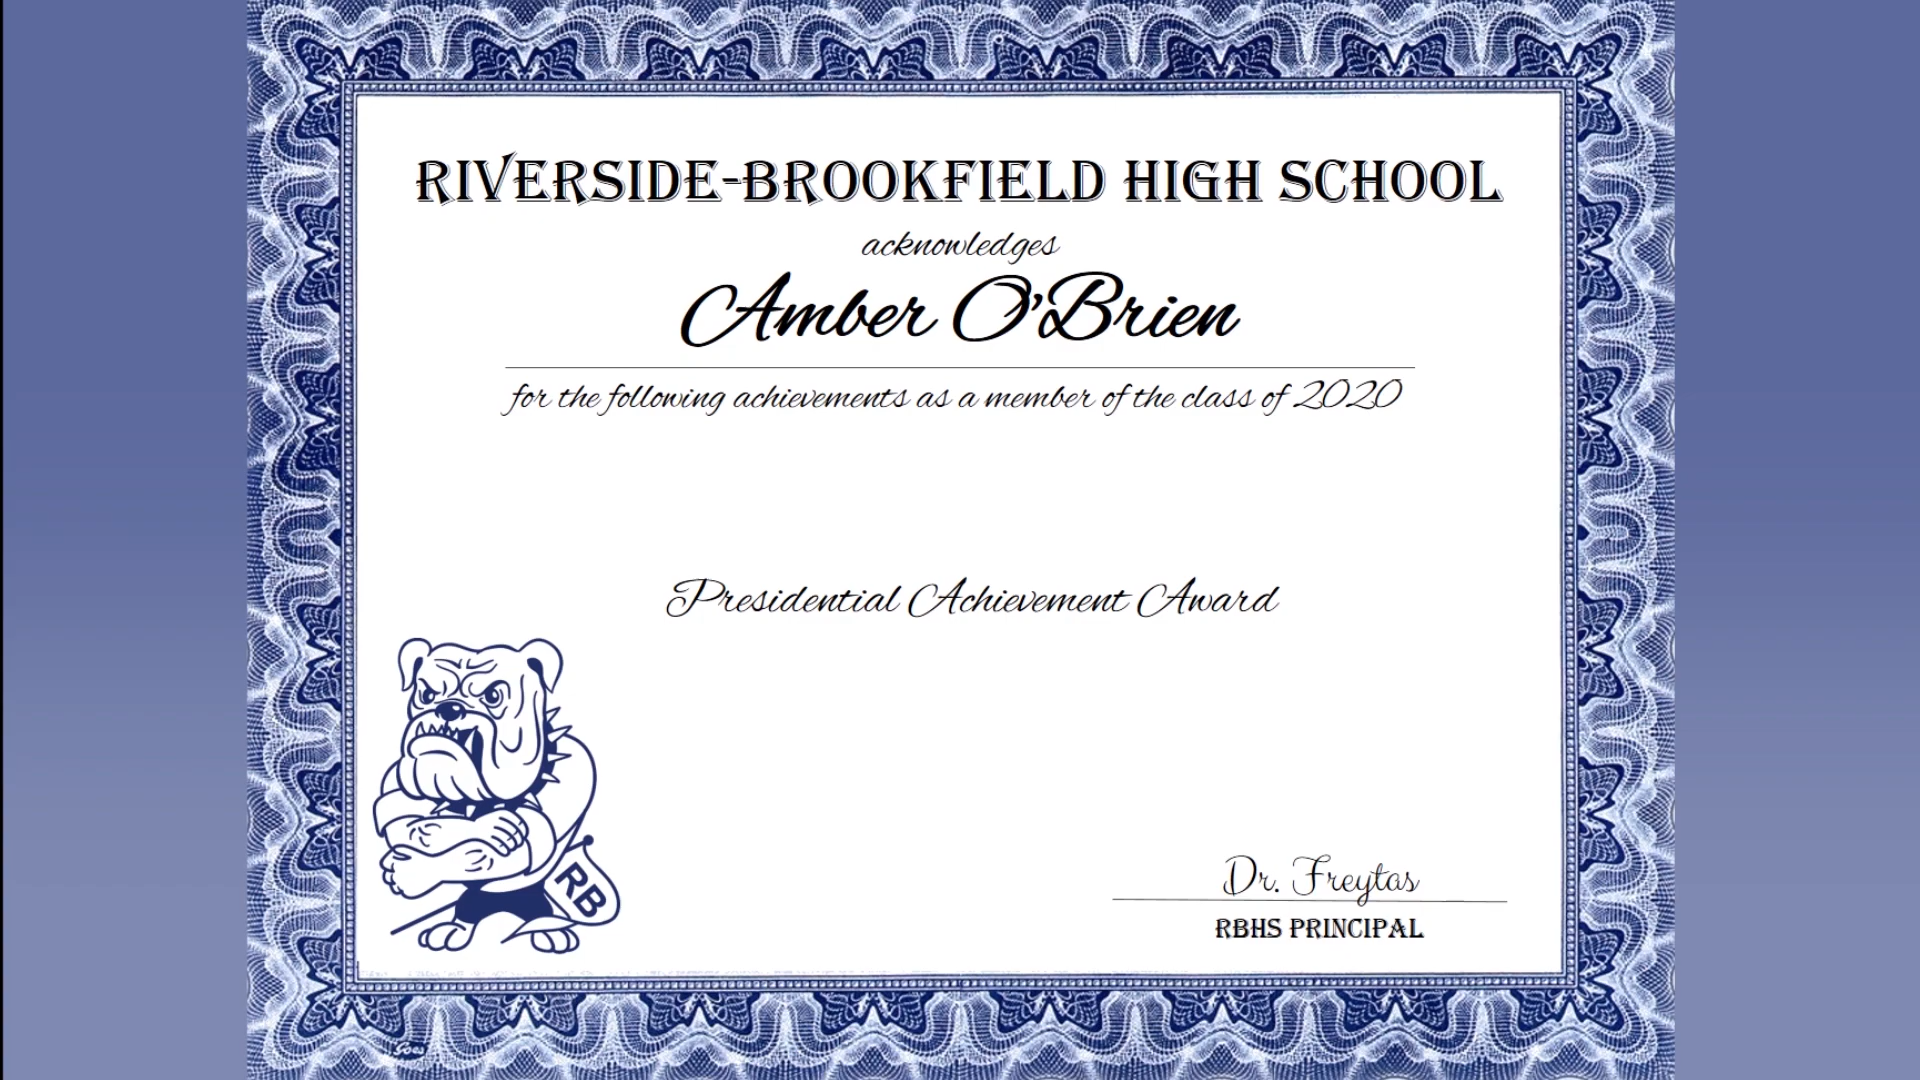 RIVERSIDE-BROOKFIELD HIGH SCHOOL
acknowledges
Amber O'Brien
for the following achievements as a member of the class of 2020
Presidential Achievement Award
RB
Dr. Freytas
RBHS PRINCIPAL
Goes